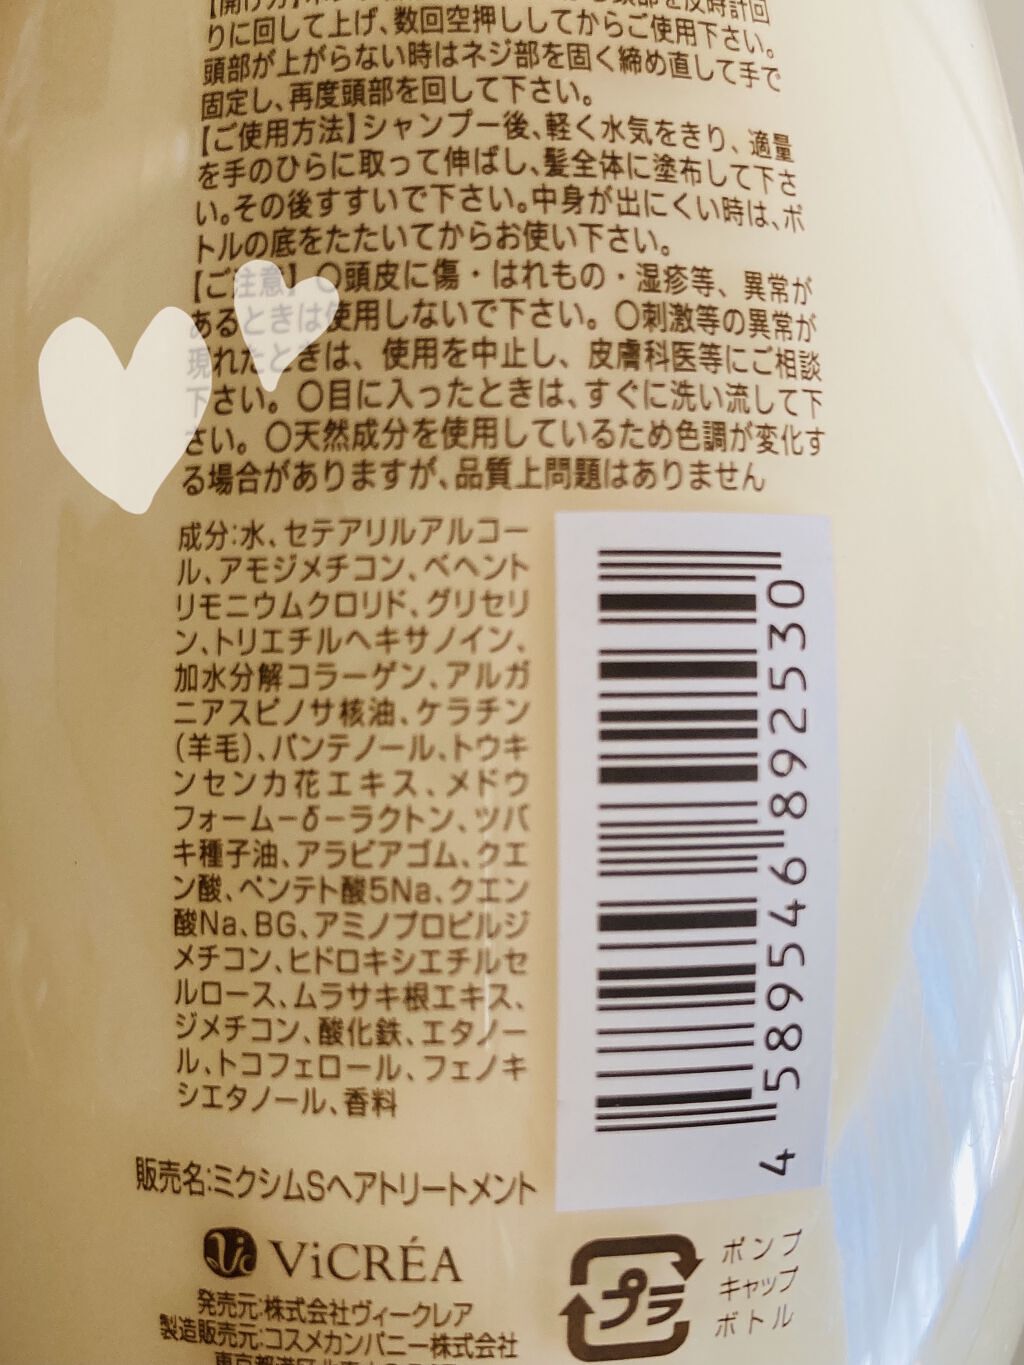 りに回して上げ、数回空押ししてからご使用下さい。
頭部が上がらない時はネジ部を固く締め直して手で
固定し、再度頭部を回して下さい。
【ご使用方法】シャンプー後、軽く水気をきり、適量
を手のひらに取って伸ばし、髪全体に塗布して下さ
い。その後すすいで下さい。中身が出にくい時は、ボ
トルの底をたたいてからお使い下さい。
【ご注意】〇頭皮に傷・はれもの・湿疹等、異常が
あるときは使用しないで下さい。〇刺激等の異常が
現れたときは、使用を中止し、皮膚科医等にご相談
下さい。〇目に入ったときは、すぐに洗い流して下
さい。〇天然成分を使用しているため色調が変化す
る場合がありますが、品質上問題はありません
成分:水、セテアリルアルコー
ル、アモジメチコン、ベヘント
リモニウムクロリド、グリセリ
ン、トリエチルヘキサノイン、
加水分解コラーゲン、アルガ
ニアスピノサ核油、ケラチン
(羊毛)、パンテノール、トウキ
ンセンカ花エキス、メドウ
フォーム-δ-ラクトン、ツバ
キ種子油、アラビアゴム、クエ
ン酸、ペンテト酸5Na、クエン
酸Na、BG、アミノプロピルジ
メチコン、ヒドロキシエチルセ
ルロース、ムラサキ根エキス、
ジメチコン、酸化鉄、エタノー
ル、トコフェロール、フェノキ
シエタノール、香料
4 589546 892530
販売名:ミクシムSヘアトリートメント
ViCRÉA
発売元:株式会社ヴィークレア
製造販売元:コスメカンパニー株式会社
プラ
ポンプ
キャップ
ボトル